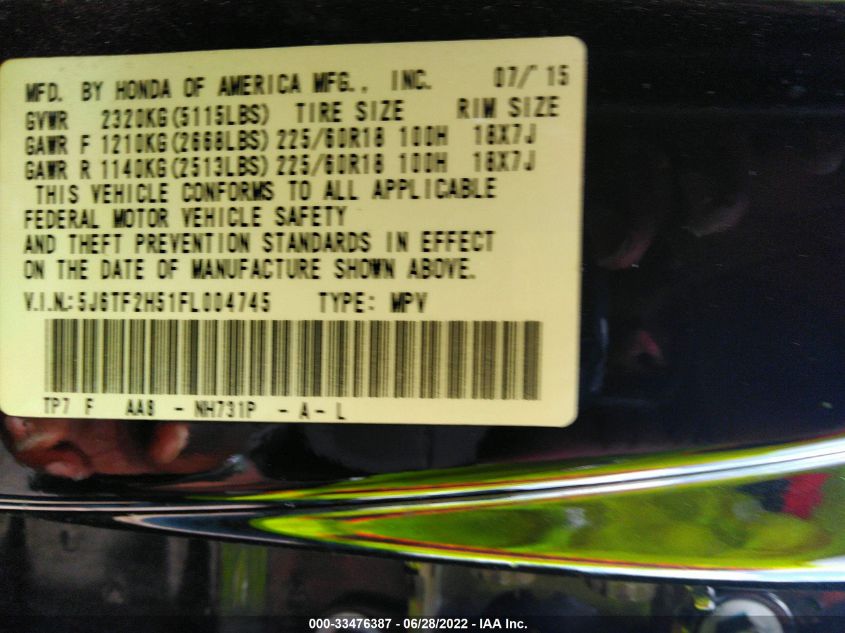 MFD. BY HONDA OF AMERICA MFG., INC. 07/'15
GVWR 2320KG(5115LBS) TIRE SIZE RIM SIZE
GAWR F 1210KG(2668LBS) 225/60R18 100H 18X7J
GAWR R 1140KG(2513LBS) 225/60R18 100H 18X7J
THIS VEHICLE CONFORMS TO ALL APPLICABLE
FEDERAL MOTOR VEHICLE SAFETY
AND THEFT PREVENTION STANDARDS IN EFFECT
ON THE DATE OF MANUFACTURE SHOWN ABOVE.
V.I.N.: 5J6TF2H51FL004745 TYPE: MPV
TP7 F AA8 - NH731P - A - L
000-33476387 - 06/28/2022 - IAA Inc.